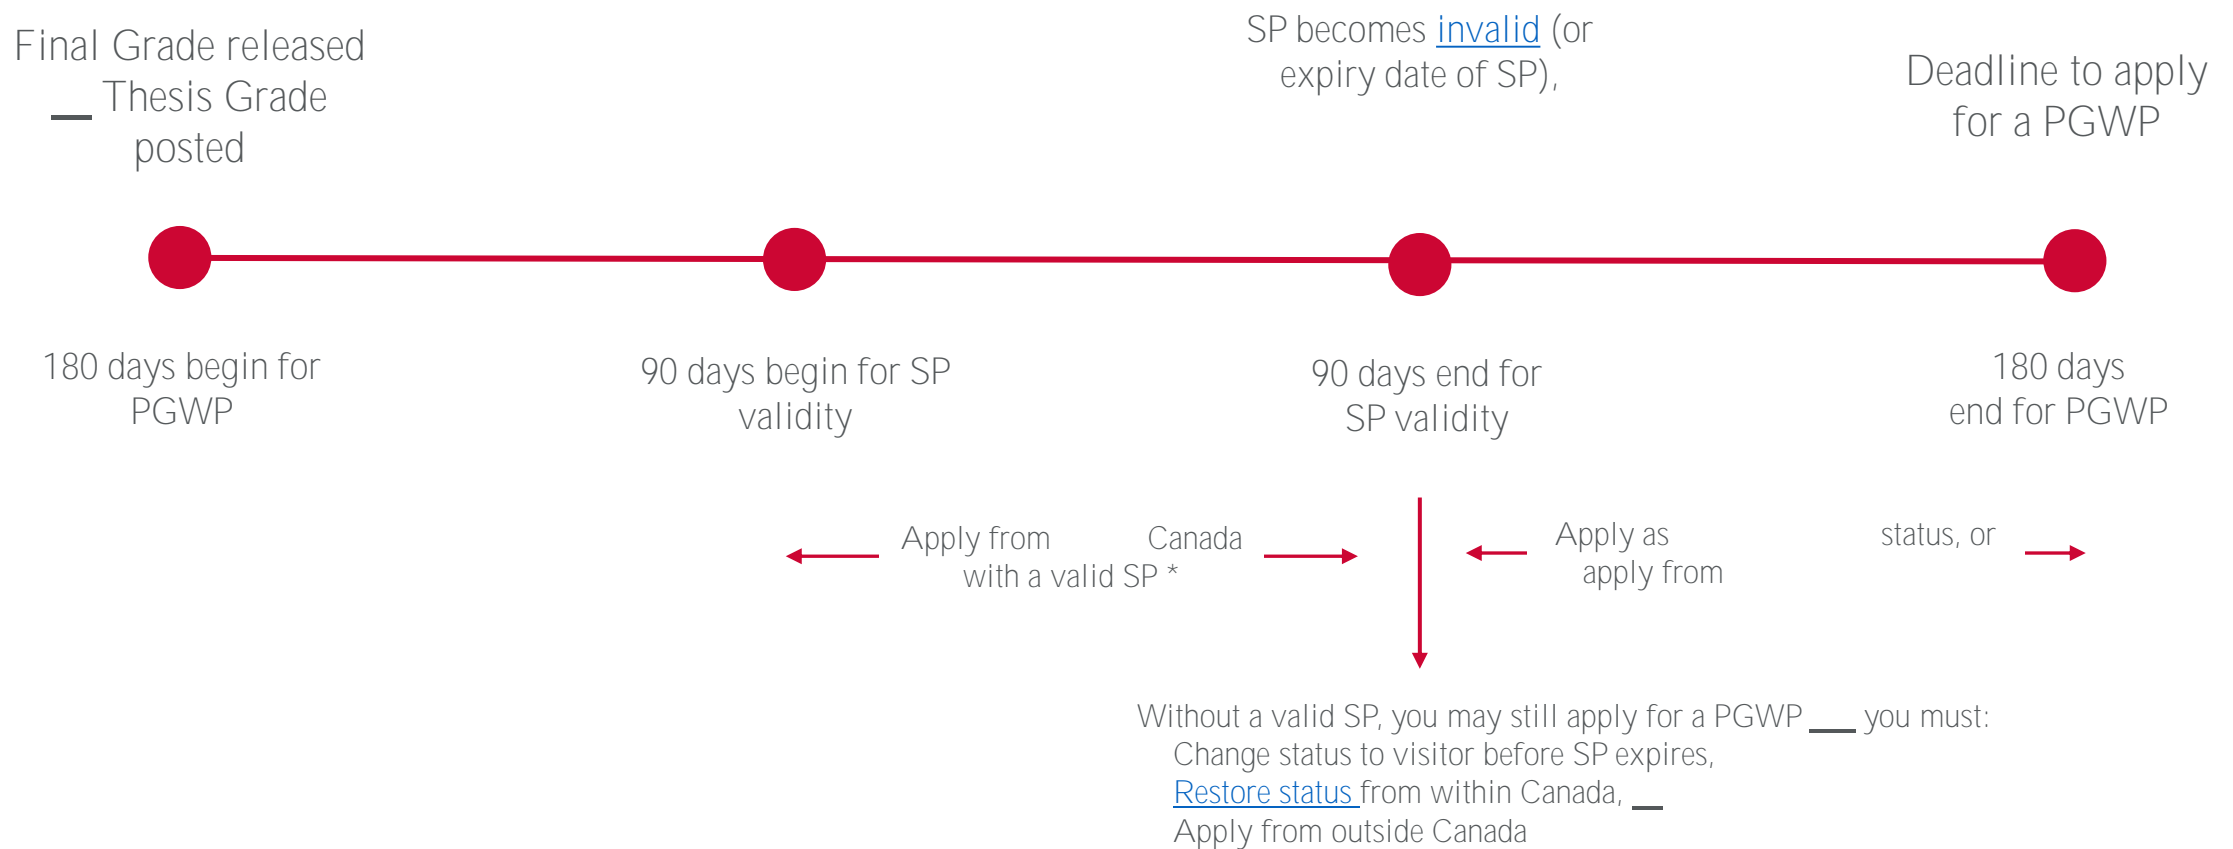 Final Grade released
__ Thesis Grade
posted
SP becomes invalid (or
expiry date of SP),
Deadline to apply
for a PGWP
180 days begin for
PGWP
90 days begin for SP
validity
90 days end for
SP validity
180 days
end for PGWP
Apply from Canada
with a valid SP *
Apply as status, or
apply from
Without a valid SP, you may still apply for a PGWP ___ you must:
Change status to visitor before SP expires,
Restore status from within Canada, __
Apply from outside Canada